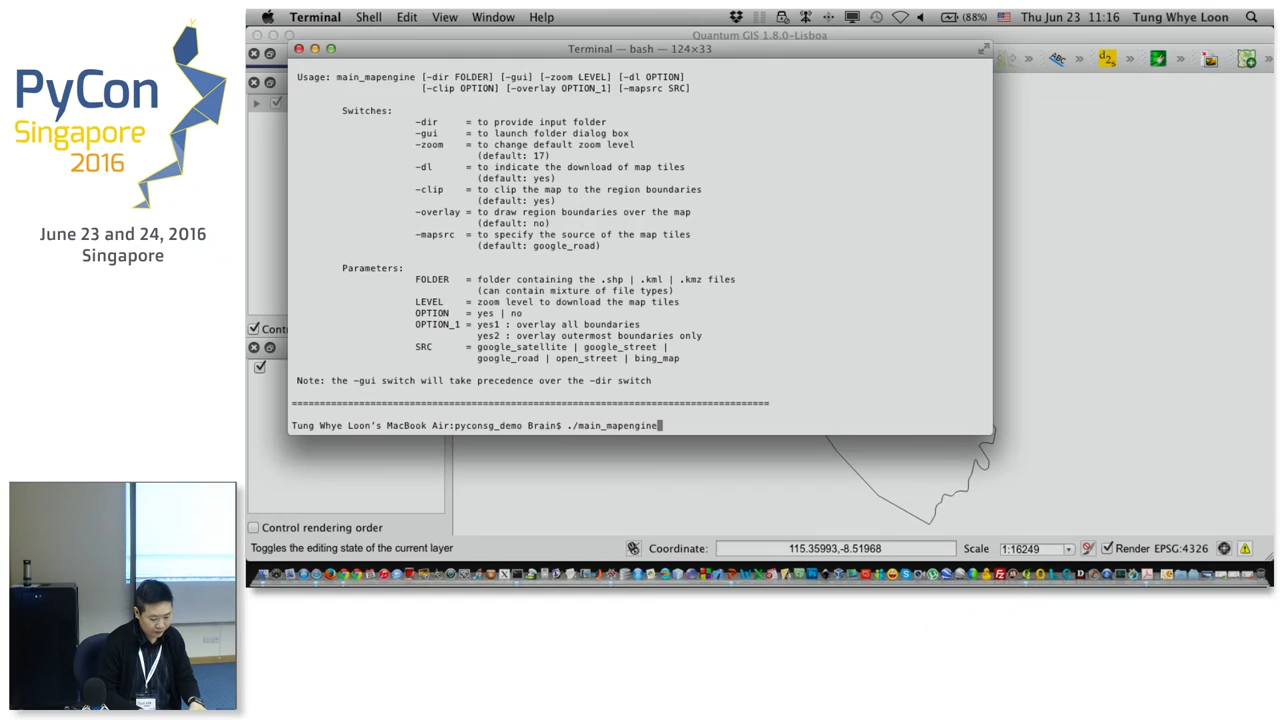 PyCon
Singapore
2016
June 23 and 24, 2016
Singapore
Terminal Shell Edit View Window Help
(88%) Thu Jun 23 11:16 Tung Whye Loon
Quantum GIS 1.8.0-Lisboa
Terminal — bash — 124×33
Usage: main_mapengine [-dir FOLDER] [-gui] [-zoom LEVEL] [-dl OPTION]
[-clip OPTION] [-overlay OPTION_1] [-mapsrc SRC]
Switches:
-dir = to provide input folder
-gui = to launch folder dialog box
-zoom = to change default zoom level
(default: 17)
-dl = to indicate the download of map tiles
(default: yes)
-clip = to clip the map to the region boundaries
(default: yes)
-overlay = to draw region boundaries over the map
(default: no)
-mapsrc = to specify the source of the map tiles
(default: google_road)
Parameters:
FOLDER = folder containing the .shp | .kml | .kmz files
(can contain mixture of file types)
LEVEL = zoom level to download the map tiles
OPTION = yes | no
OPTION_1 = yes1 : overlay all boundaries
yes2 : overlay outermost boundaries only
SRC = google_satellite | google_street |
google_road | open_street | bing_map
Note: the -gui switch will take precedence over the -dir switch
=====================================================================================
Tung Whye Loon's MacBook Air:pyconsg_demo Brain$ ./main_mapengine
Contr
Control rendering order
Toggles the editing state of the current layer
Coordinate: 115.35993,-8.51968 Scale 1:16249 Render EPSG:4326